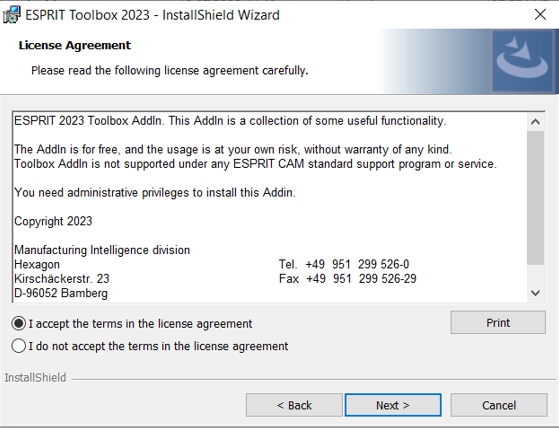 ESPRIT Toolbox 2023 - InstallShield Wizard
License Agreement
Please read the following license agreement carefully.
ESPRIT 2023 Toolbox AddIn. This AddIn is a collection of some useful functionality.
The AddIn is for free, and the usage is at your own risk, without warranty of any kind.
Toolbox AddIn is not supported under any ESPRIT CAM standard support program or service.
You need administrative privileges to install this Addin.
Copyright 2023
Manufacturing Intelligence division
Hexagon Tel. +49 951 299 526-0
Kirschäckerstr. 23 Fax +49 951 299 526-29
D-96052 Bamberg
I accept the terms in the license agreement
Print
I do not accept the terms in the license agreement
InstallShield
< Back Next > Cancel